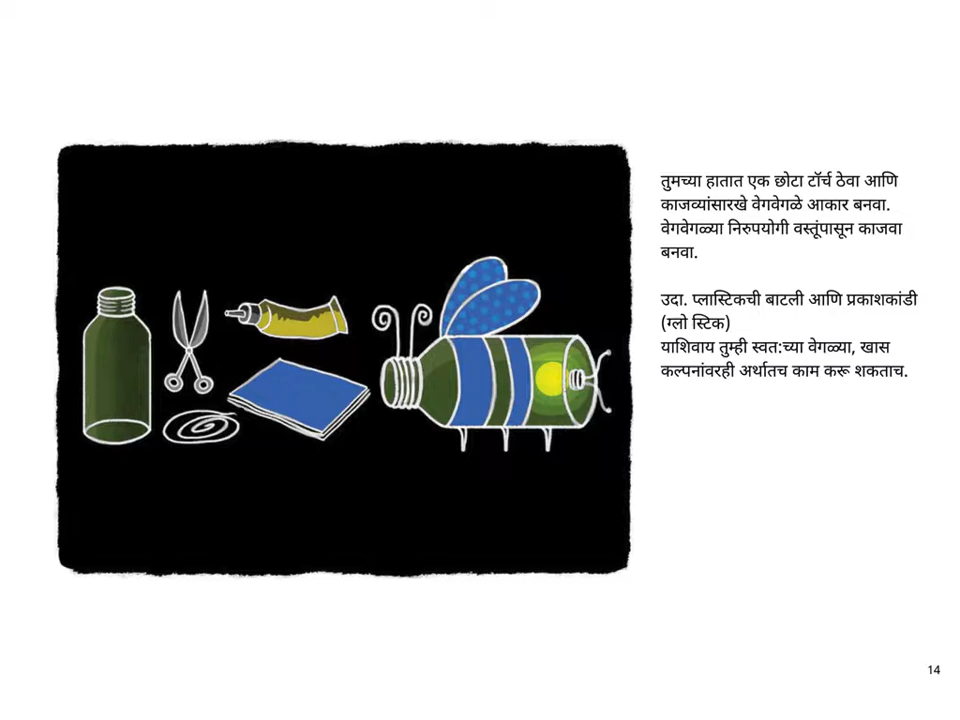 तुमच्या हातात एक छोटा टॉर्च ठेवा आणि
काजव्यांसारखे वेगवेगळे आकार बनवा.
वेगवेगळ्या निरुपयोगी वस्तूंपासून काजवा
बनवा.
उदा. प्लास्टिकची बाटली आणि प्रकाशकांडी
(ग्लो स्टिक)
याशिवाय तुम्ही स्वत:च्या वेगळ्या, खास
कल्पनांवरही अर्थातच काम करू शकताच.
14